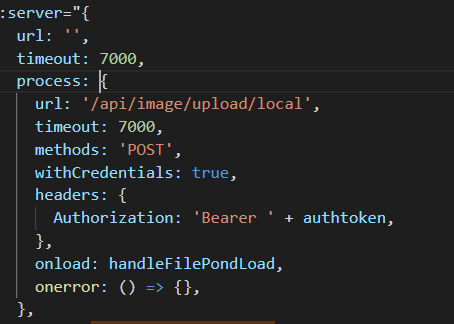 :server="{
url: '',
timeout: 7000,
process: {
url: '/api/image/upload/local',
timeout: 7000,
methods: 'POST',
withCredentials: true,
headers: {
Authorization: 'Bearer ' + authtoken,
},
onload: handleFilePondLoad,
onerror: () => {},
},